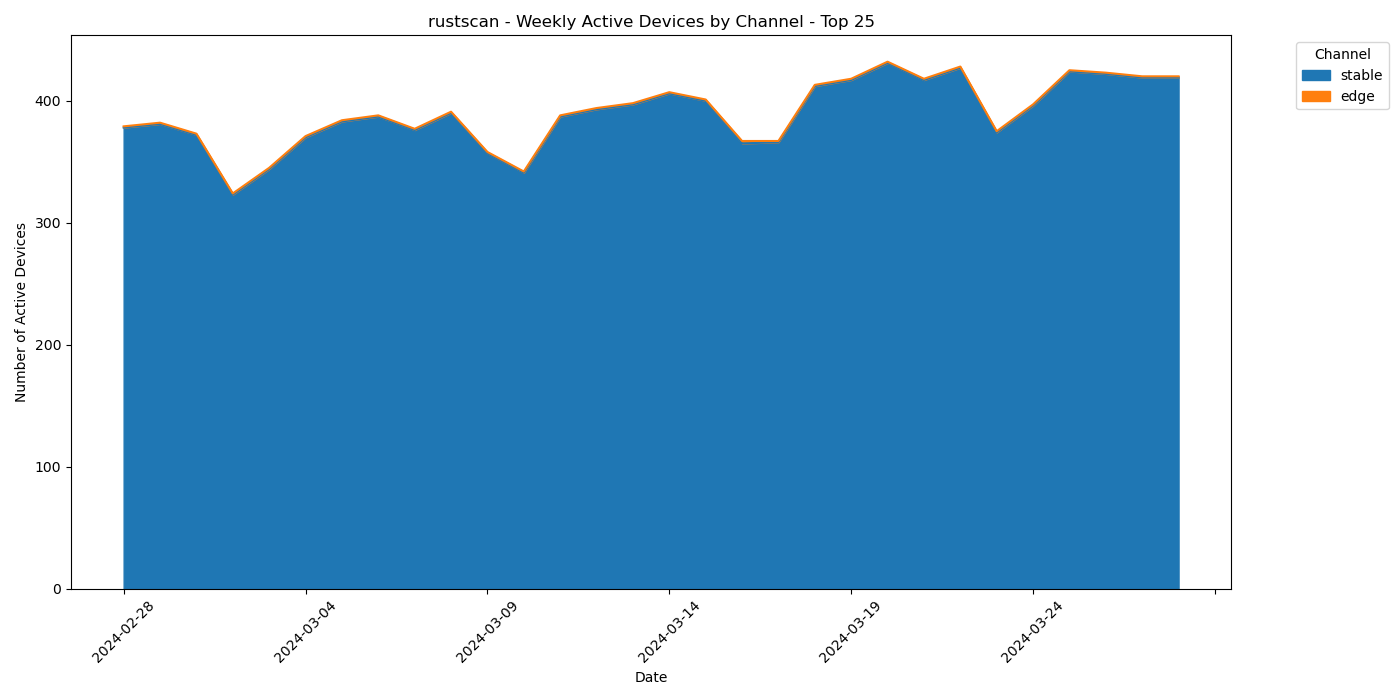 rustscan - Weekly Active Devices by Channel - Top 25
Channel
stable
edge
Number of Active Devices
400
300
200
100
0
2024-02-28
2024-03-04
2024-03-09
2024-03-14
2024-03-19
2024-03-24
Date